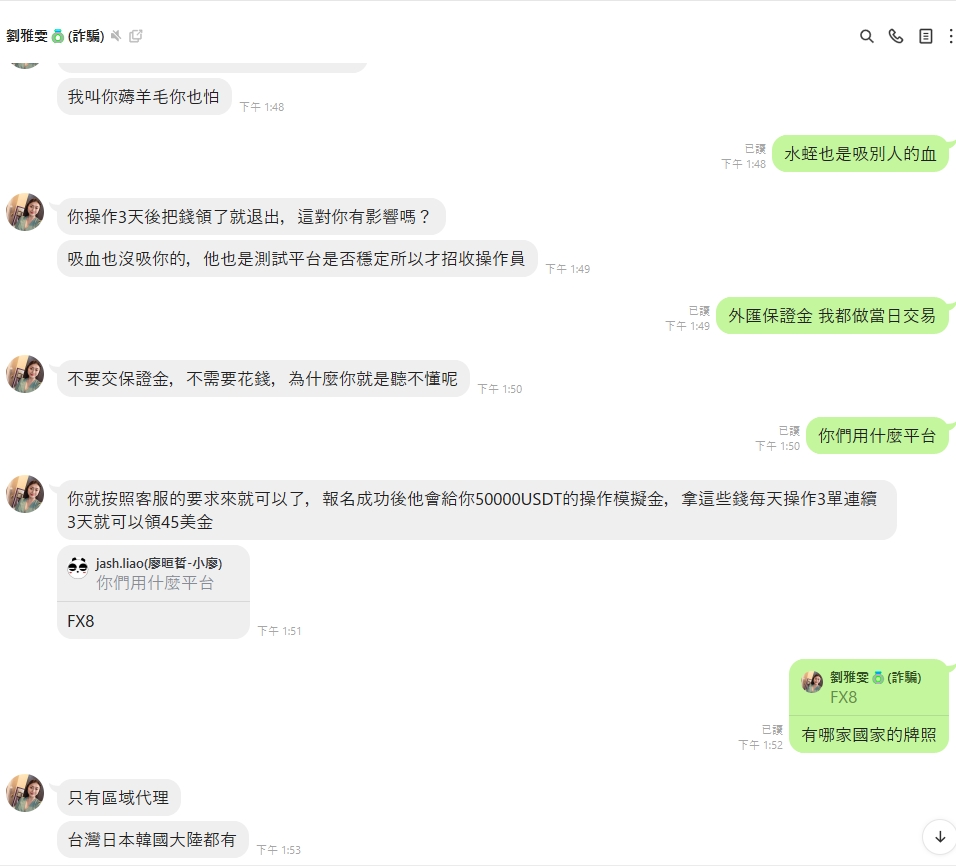 劉雅雯💍(詐騙)
我叫你薅羊毛你也怕
下午 1:48
已讀
下午 1:48
水蛭也是吸別人的血
你操作3天後把錢領了就退出，這對你有影響嗎？
吸血也沒吸你的，他也是測試平台是否穩定所以才招收操作員
下午 1:49
已讀
下午 1:49
外匯保證金 我都做當日交易
不要交保證金，不需要花錢，為什麼你就是聽不懂呢
下午 1:50
已讀
下午 1:50
你們用什麼平台
你就按照客服的要求來就可以了，報名成功後他會給你50000USDT的操作模擬金，拿這些錢每天操作3單連續
3天就可以領45美金
jash.liao(廖晅晢-小廖)
你們用什麼平台
FX8
下午 1:51
劉雅雯💍(詐騙)
FX8
已讀
下午 1:52
有哪家國家的牌照
只有區域代理
台灣日本韓國大陸都有
下午 1:53